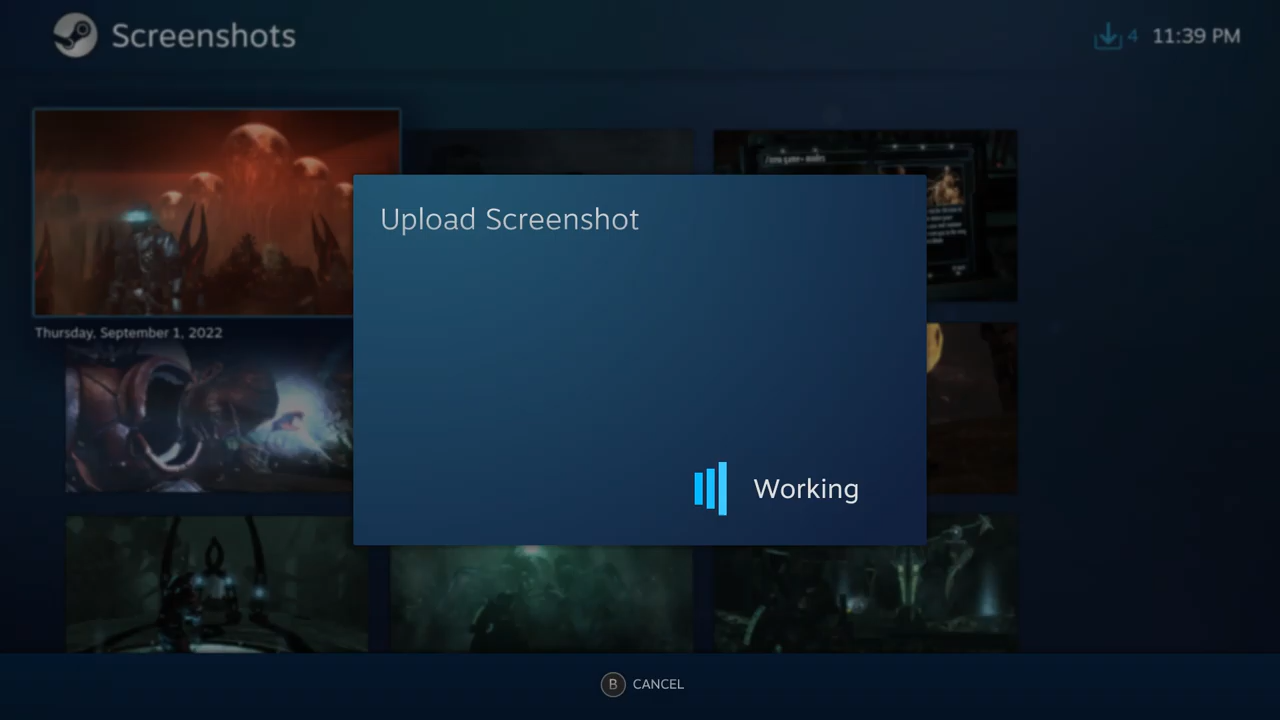 Screenshots
4
11:39 PM
Upload Screenshot
Thursday, September 1, 2022
Working
B CANCEL